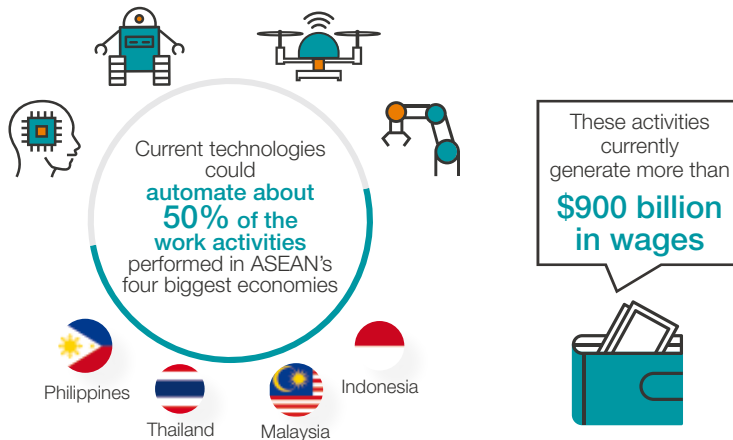 Current technologies
could
automate about
50% of the
work activities
performed in ASEAN's
four biggest economies
These activities
currently
generate more than
$900 billion
in wages
Philippines
Thailand
Malaysia
Indonesia